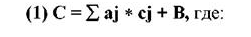 (1) C = ∑ aj * cj + B, где: